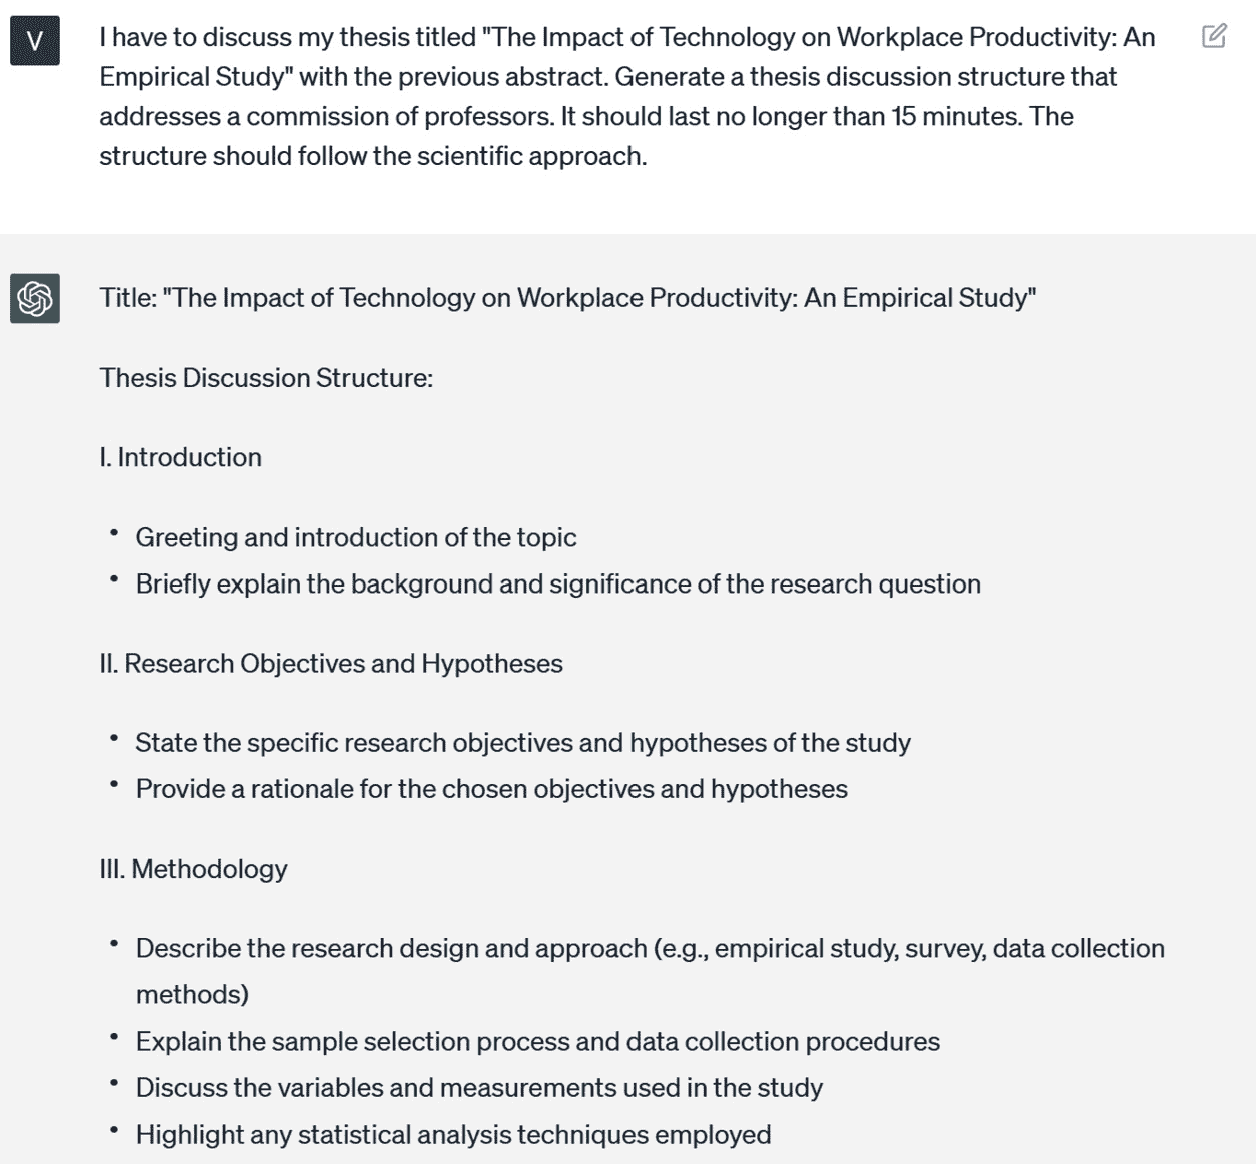 V
I have to discuss my thesis titled "The Impact of Technology on Workplace Productivity: An
Empirical Study" with the previous abstract. Generate a thesis discussion structure that
addresses a commission of professors. It should last no longer than 15 minutes. The
structure should follow the scientific approach.
Title: "The Impact of Technology on Workplace Productivity: An Empirical Study"
Thesis Discussion Structure:
I. Introduction
• Greeting and introduction of the topic
• Briefly explain the background and significance of the research question
II. Research Objectives and Hypotheses
• State the specific research objectives and hypotheses of the study
• Provide a rationale for the chosen objectives and hypotheses
III. Methodology
• Describe the research design and approach (e.g., empirical study, survey, data collection
methods)
• Explain the sample selection process and data collection procedures
• Discuss the variables and measurements used in the study
• Highlight any statistical analysis techniques employed